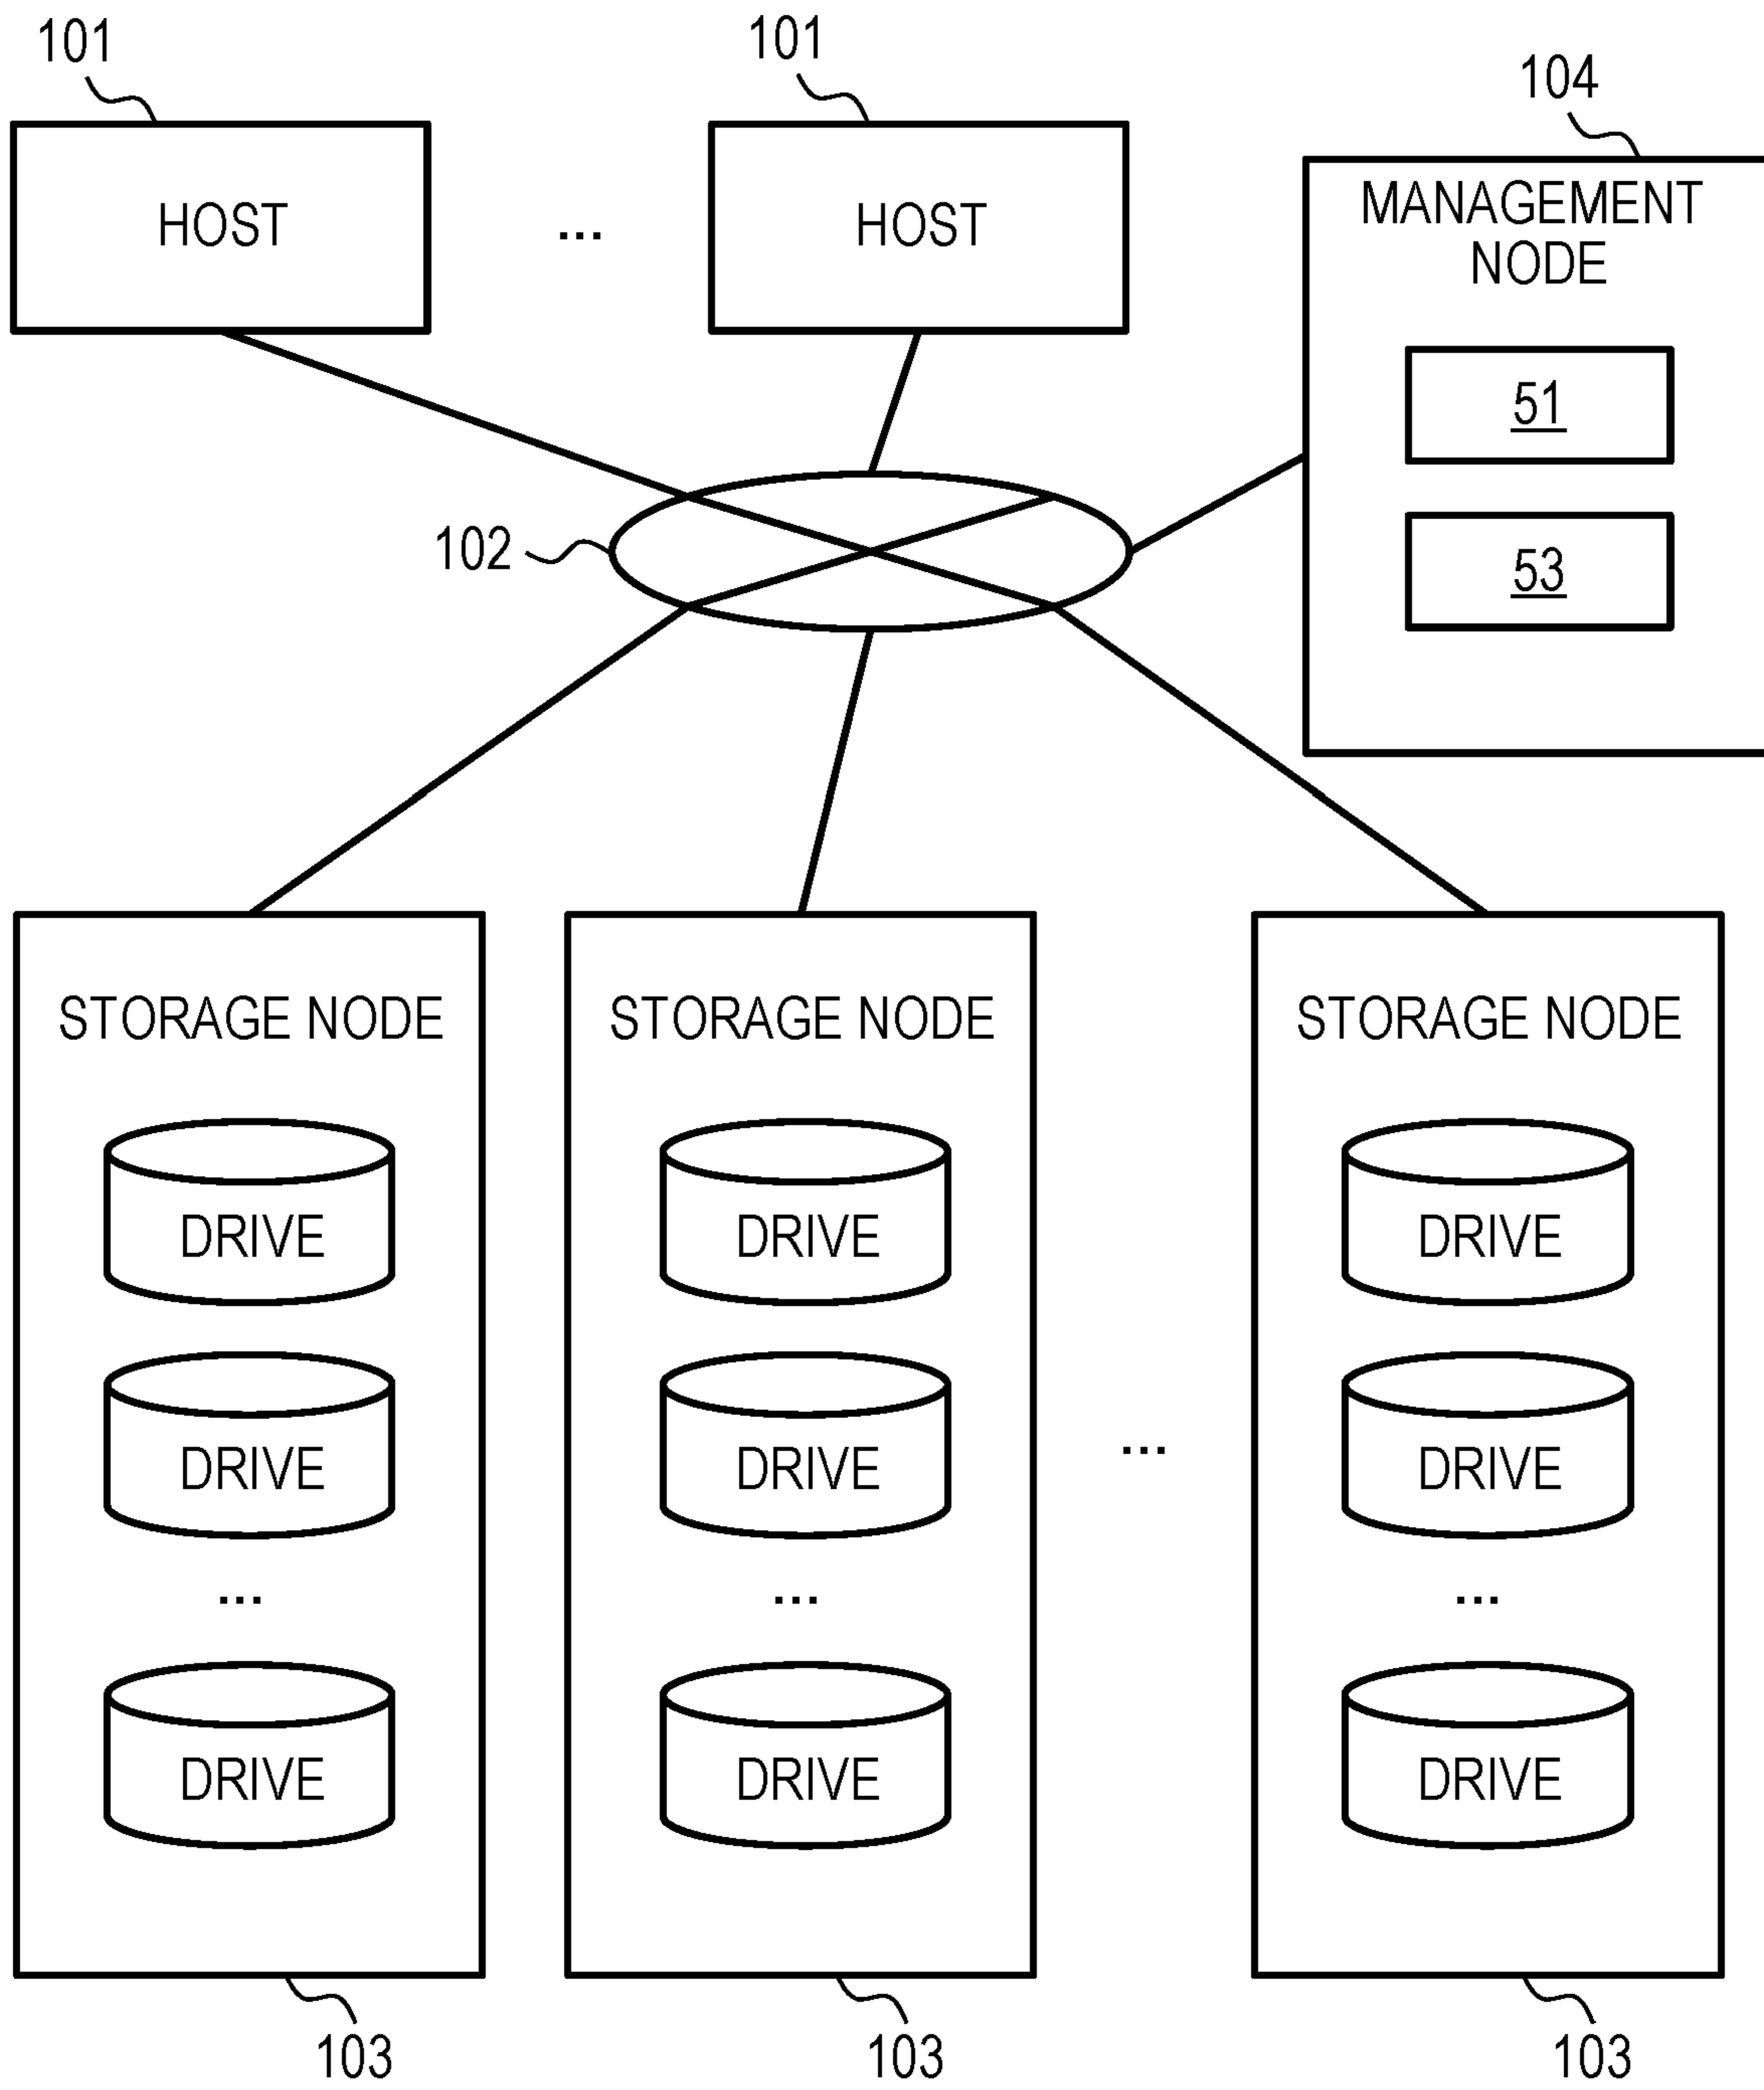 101
101
104
HOST
...
HOST
MANAGEMENT
NODE
51
53
102
STORAGE NODE
STORAGE NODE
STORAGE NODE
DRIVE
DRIVE
DRIVE
DRIVE
DRIVE
...
DRIVE
...
...
...
DRIVE
DRIVE
DRIVE
103
103
103